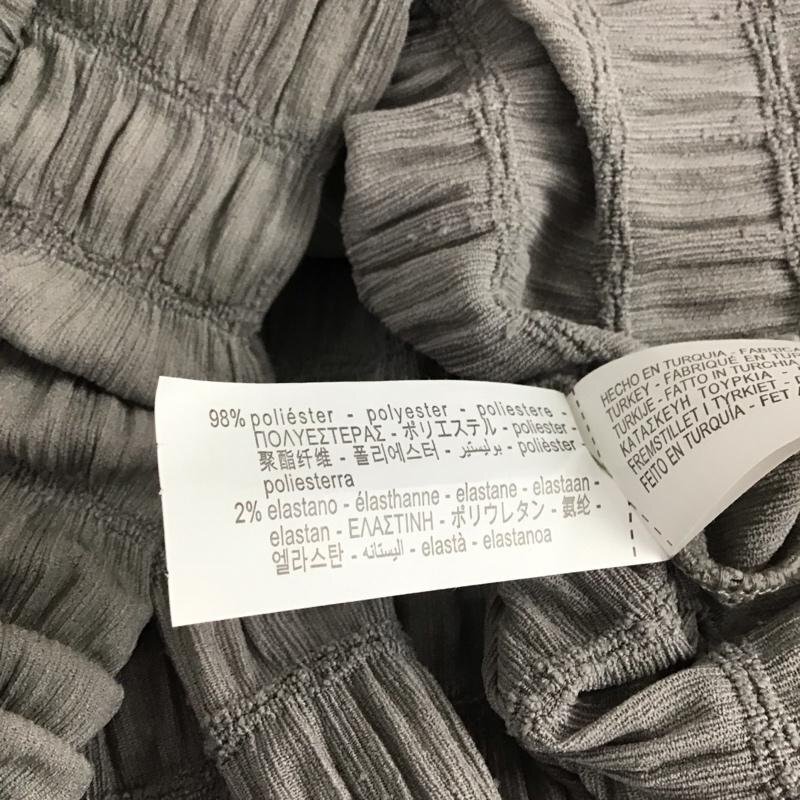 98% poliéster - polyester - poliestere -
ΠΟΛΥΕΣΤΕΡΑΣ - ポリエステル - poliester -
聚酯纤维 - 폴리에스터 - بوليستير - polièster -
poliesterra
2% elastano - élasthanne - elastane - elastaan -
elastan - ΕΛΑΣΤΙΝΗ - ポリウレタン - 氨纶 -
엘라스탄 - اليستانه - elastà - elastanoa
HECHO EN TURQUIA - FABRICA
TURKEY - FABRIQUÉ EN TUR
TURKIJE - FATTO IN TURCHIA
ΚΑΤΑΣΚΕΥΗ ΤΟΥΡΚΙΑ -
FREMSTILLET I TYRKIET -
FEITO EN TURQUÍA - FET A